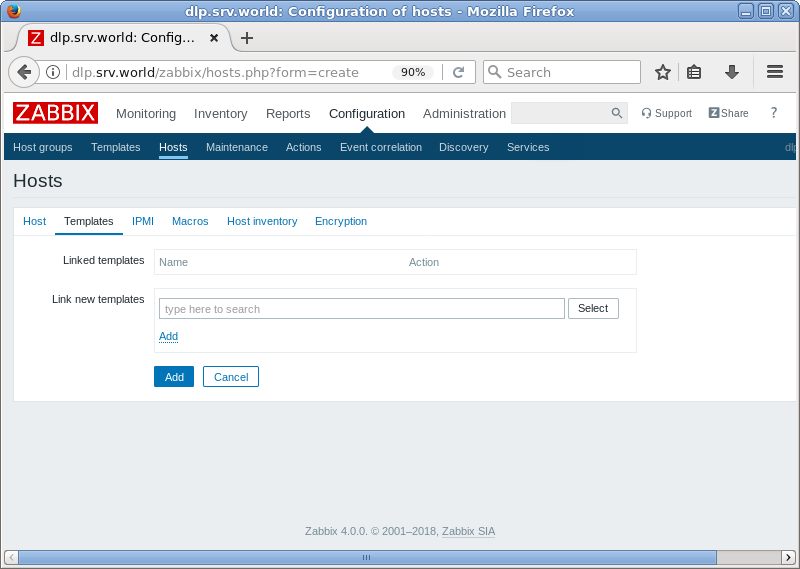 dlp.srv.world: Configuration of hosts - Mozilla Firefox
Z dlp.srv.world: Config...
dlp.srv.world/zabbix/hosts.php?form=create 90% Search
ZABBIX Monitoring Inventory Reports Configuration Administration Support Z Share ?
Host groups Templates Hosts Maintenance Actions Event correlation Discovery Services dlp
Hosts
Host Templates IPMI Macros Host inventory Encryption
Linked templates Name Action
Link new templates type here to search Select
Add
Add Cancel
Zabbix 4.0.0. © 2001–2018, Zabbix SIA